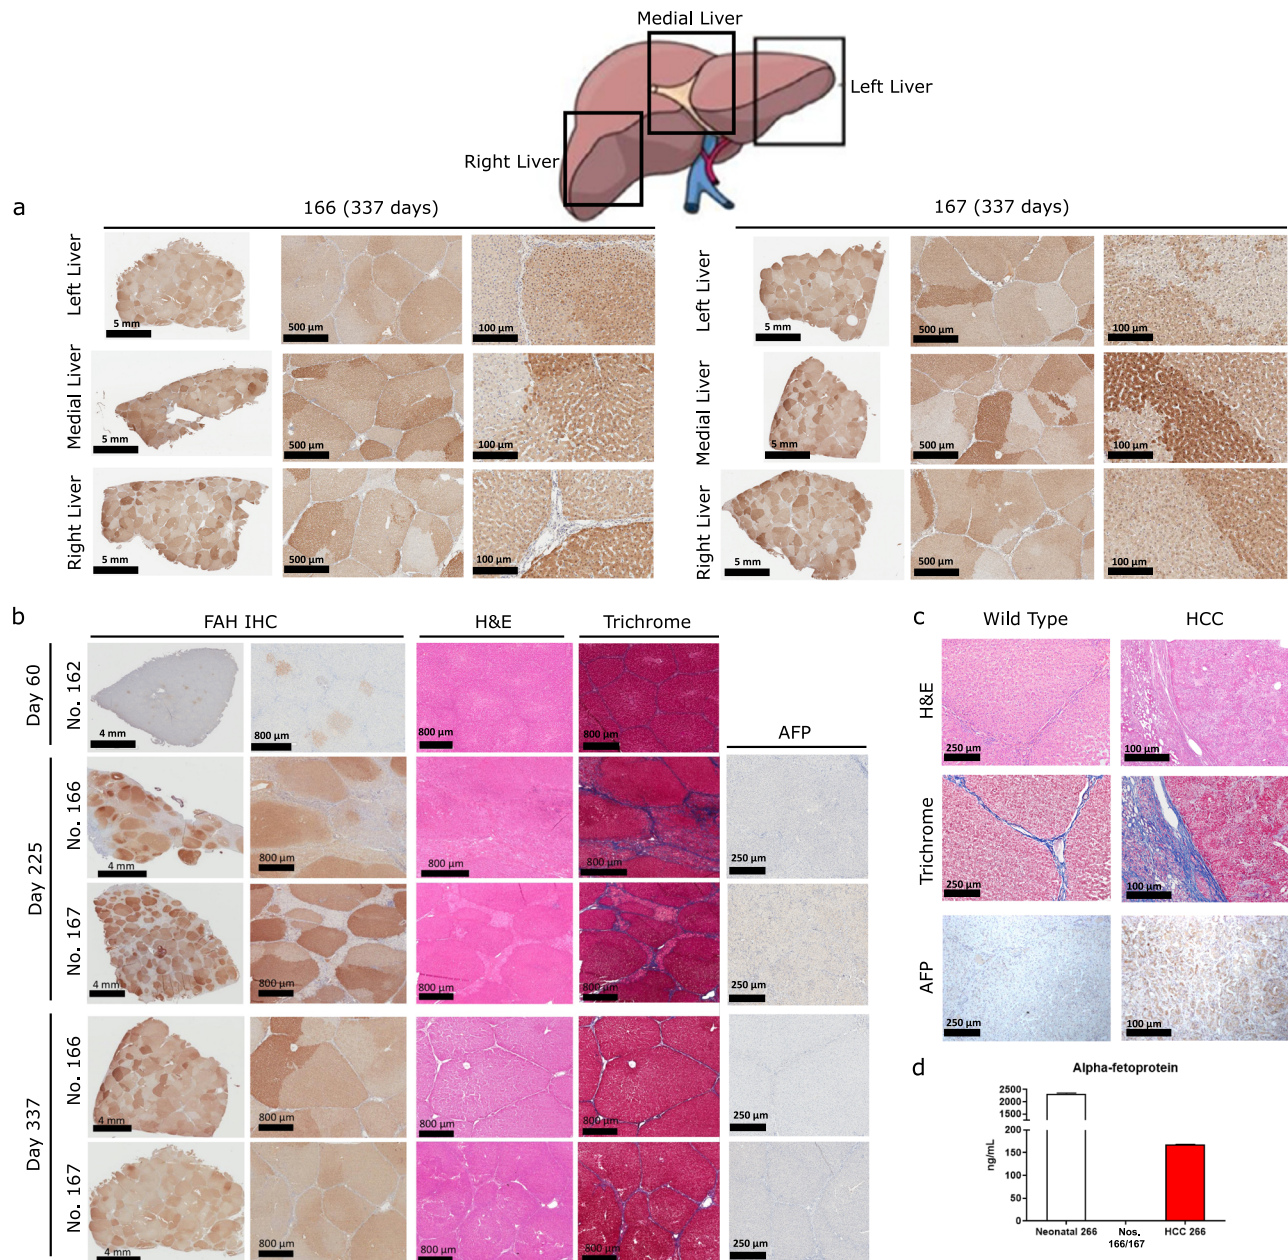 Medial Liver
Left Liver
Right Liver
a
166 (337 days)
167 (337 days)
Left Liver
5 mm
500 µm
100 µm
Left Liver
5 mm
500 µm
100 µm
Medial Liver
5 mm
500 µm
100 µm
Medial Liver
5 mm
500 µm
100 µm
Right Liver
5 mm
500 µm
100 µm
Right Liver
5 mm
500 µm
100 µm
b
FAH IHC
H&E
Trichrome
AFP
Day 60
No. 162
4 mm
800 µm
800 µm
800 µm
Day 225
No. 166
4 mm
800 µm
800 µm
800 µm
250 µm
No. 167
4 mm
800 µm
800 µm
800 µm
250 µm
Day 337
No. 166
4 mm
800 µm
800 µm
800 µm
250 µm
No. 167
4 mm
800 µm
800 µm
800 µm
250 µm
c
Wild Type
HCC
H&E
250 µm
100 µm
Trichrome
250 µm
100 µm
AFP
250 µm
100 µm
d
Alpha-fetoprotein
ng/mL
2500
2000
1500
200
150
100
50
0
Neonatal 266
Nos.
166/167
HCC 266